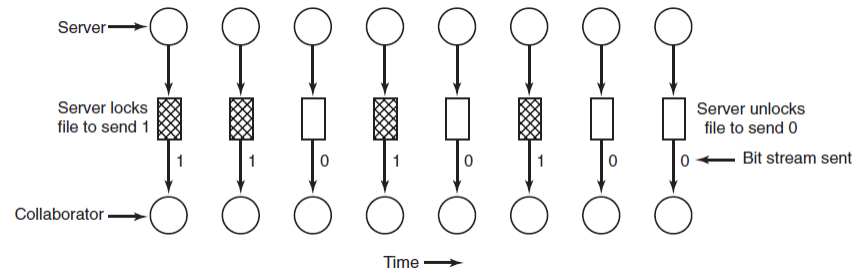 Server
Server locks
file to send 1
Server unlocks
file to send 0
1 1 0 1 0 1 0 0
Bit stream sent
Collaborator
Time